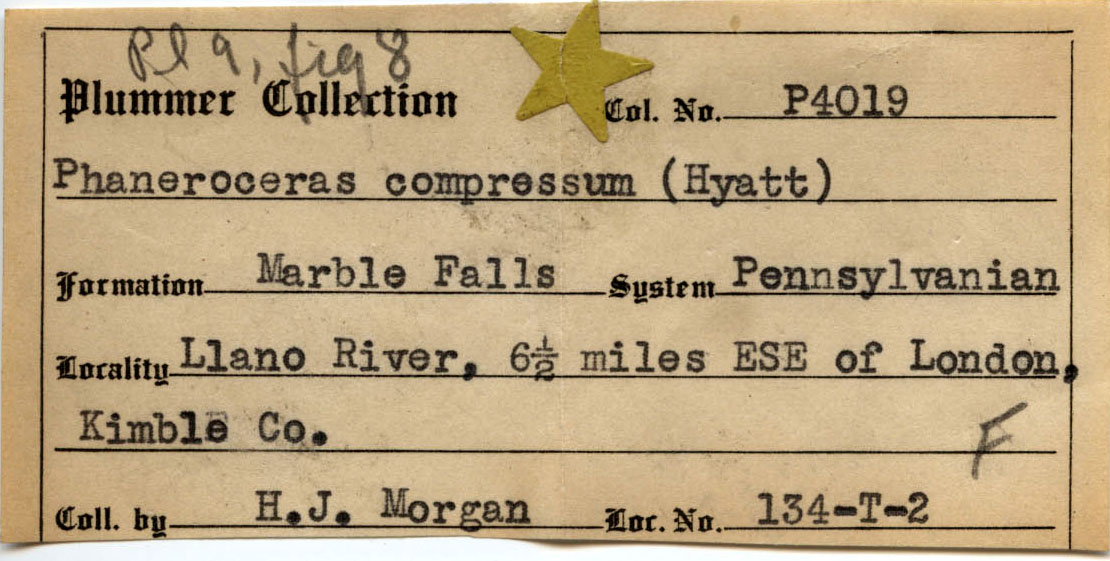 Pl 9, fig 8
Plummer Collection Col. No. P4019
Phaneroceras compressum (Hyatt)
Formation Marble Falls System Pennsylvanian
Locality Llano River, 6½ miles ESE of London,
Kimble Co.
F
Coll. by H.J. Morgan Loc. No. 134-T-2